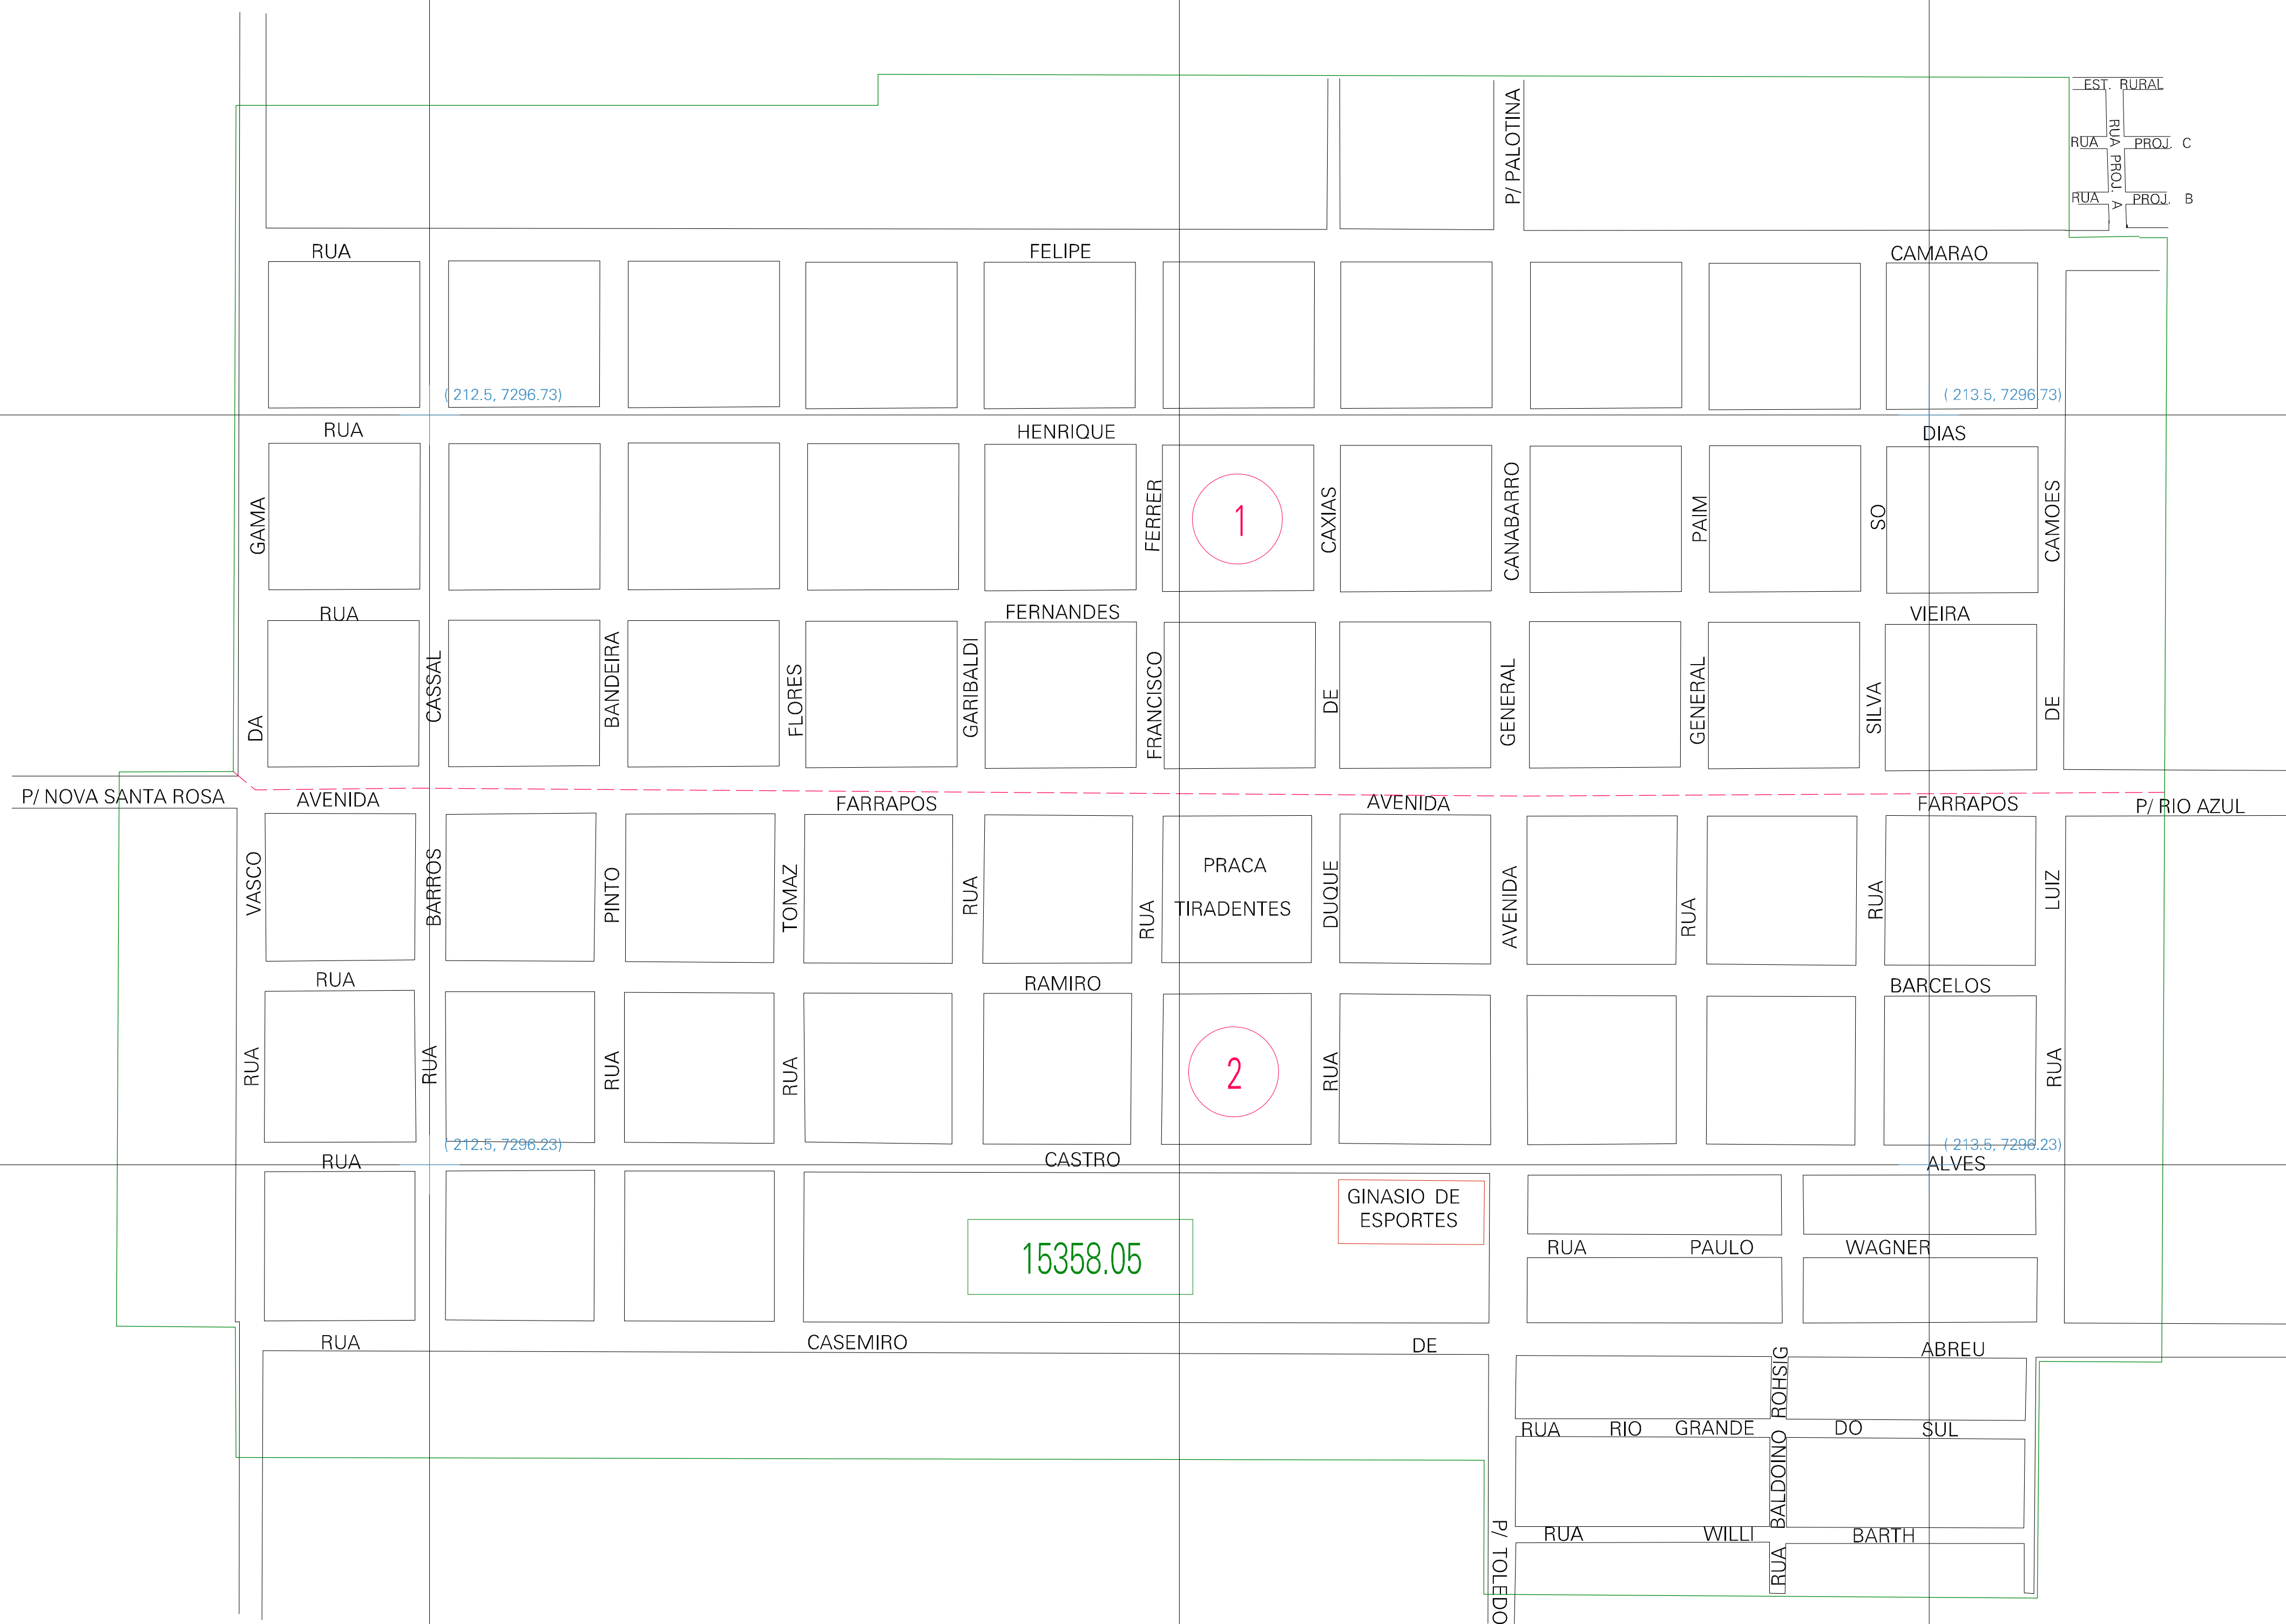 EST. RURAL
RUA PROJ. C
RUA PROJ. A
RUA PROJ. B
P/ PALOTINA
RUA FELIPE CAMARAO
( 212.5, 7296.73)
( 213.5, 7296.73)
RUA HENRIQUE DIAS
1
RUA FERNANDES VIEIRA
RUA VASCO DA GAMA
RUA BARROS CASSAL
RUA PINTO BANDEIRA
RUA TOMAZ FLORES
RUA GARIBALDI
RUA FRANCISCO FERRER
RUA DUQUE DE CAXIAS
AVENIDA GENERAL CANABARRO
RUA GENERAL PAIM
RUA SILVA SO
RUA LUIZ DE CAMOES
P/ NOVA SANTA ROSA
AVENIDA FARRAPOS AVENIDA FARRAPOS
P/ RIO AZUL
PRACA
TIRADENTES
RUA RAMIRO BARCELOS
2
( 212.5, 7296.23)
( 213.5, 7296.23)
RUA CASTRO ALVES
GINASIO DE
ESPORTES
15358.05
RUA PAULO WAGNER
RUA CASEMIRO DE ABREU
RUA RIO GRANDE DO SUL
RUA BALDOINO ROHSIG
RUA WILLI BARTH
P/ TOLEDO